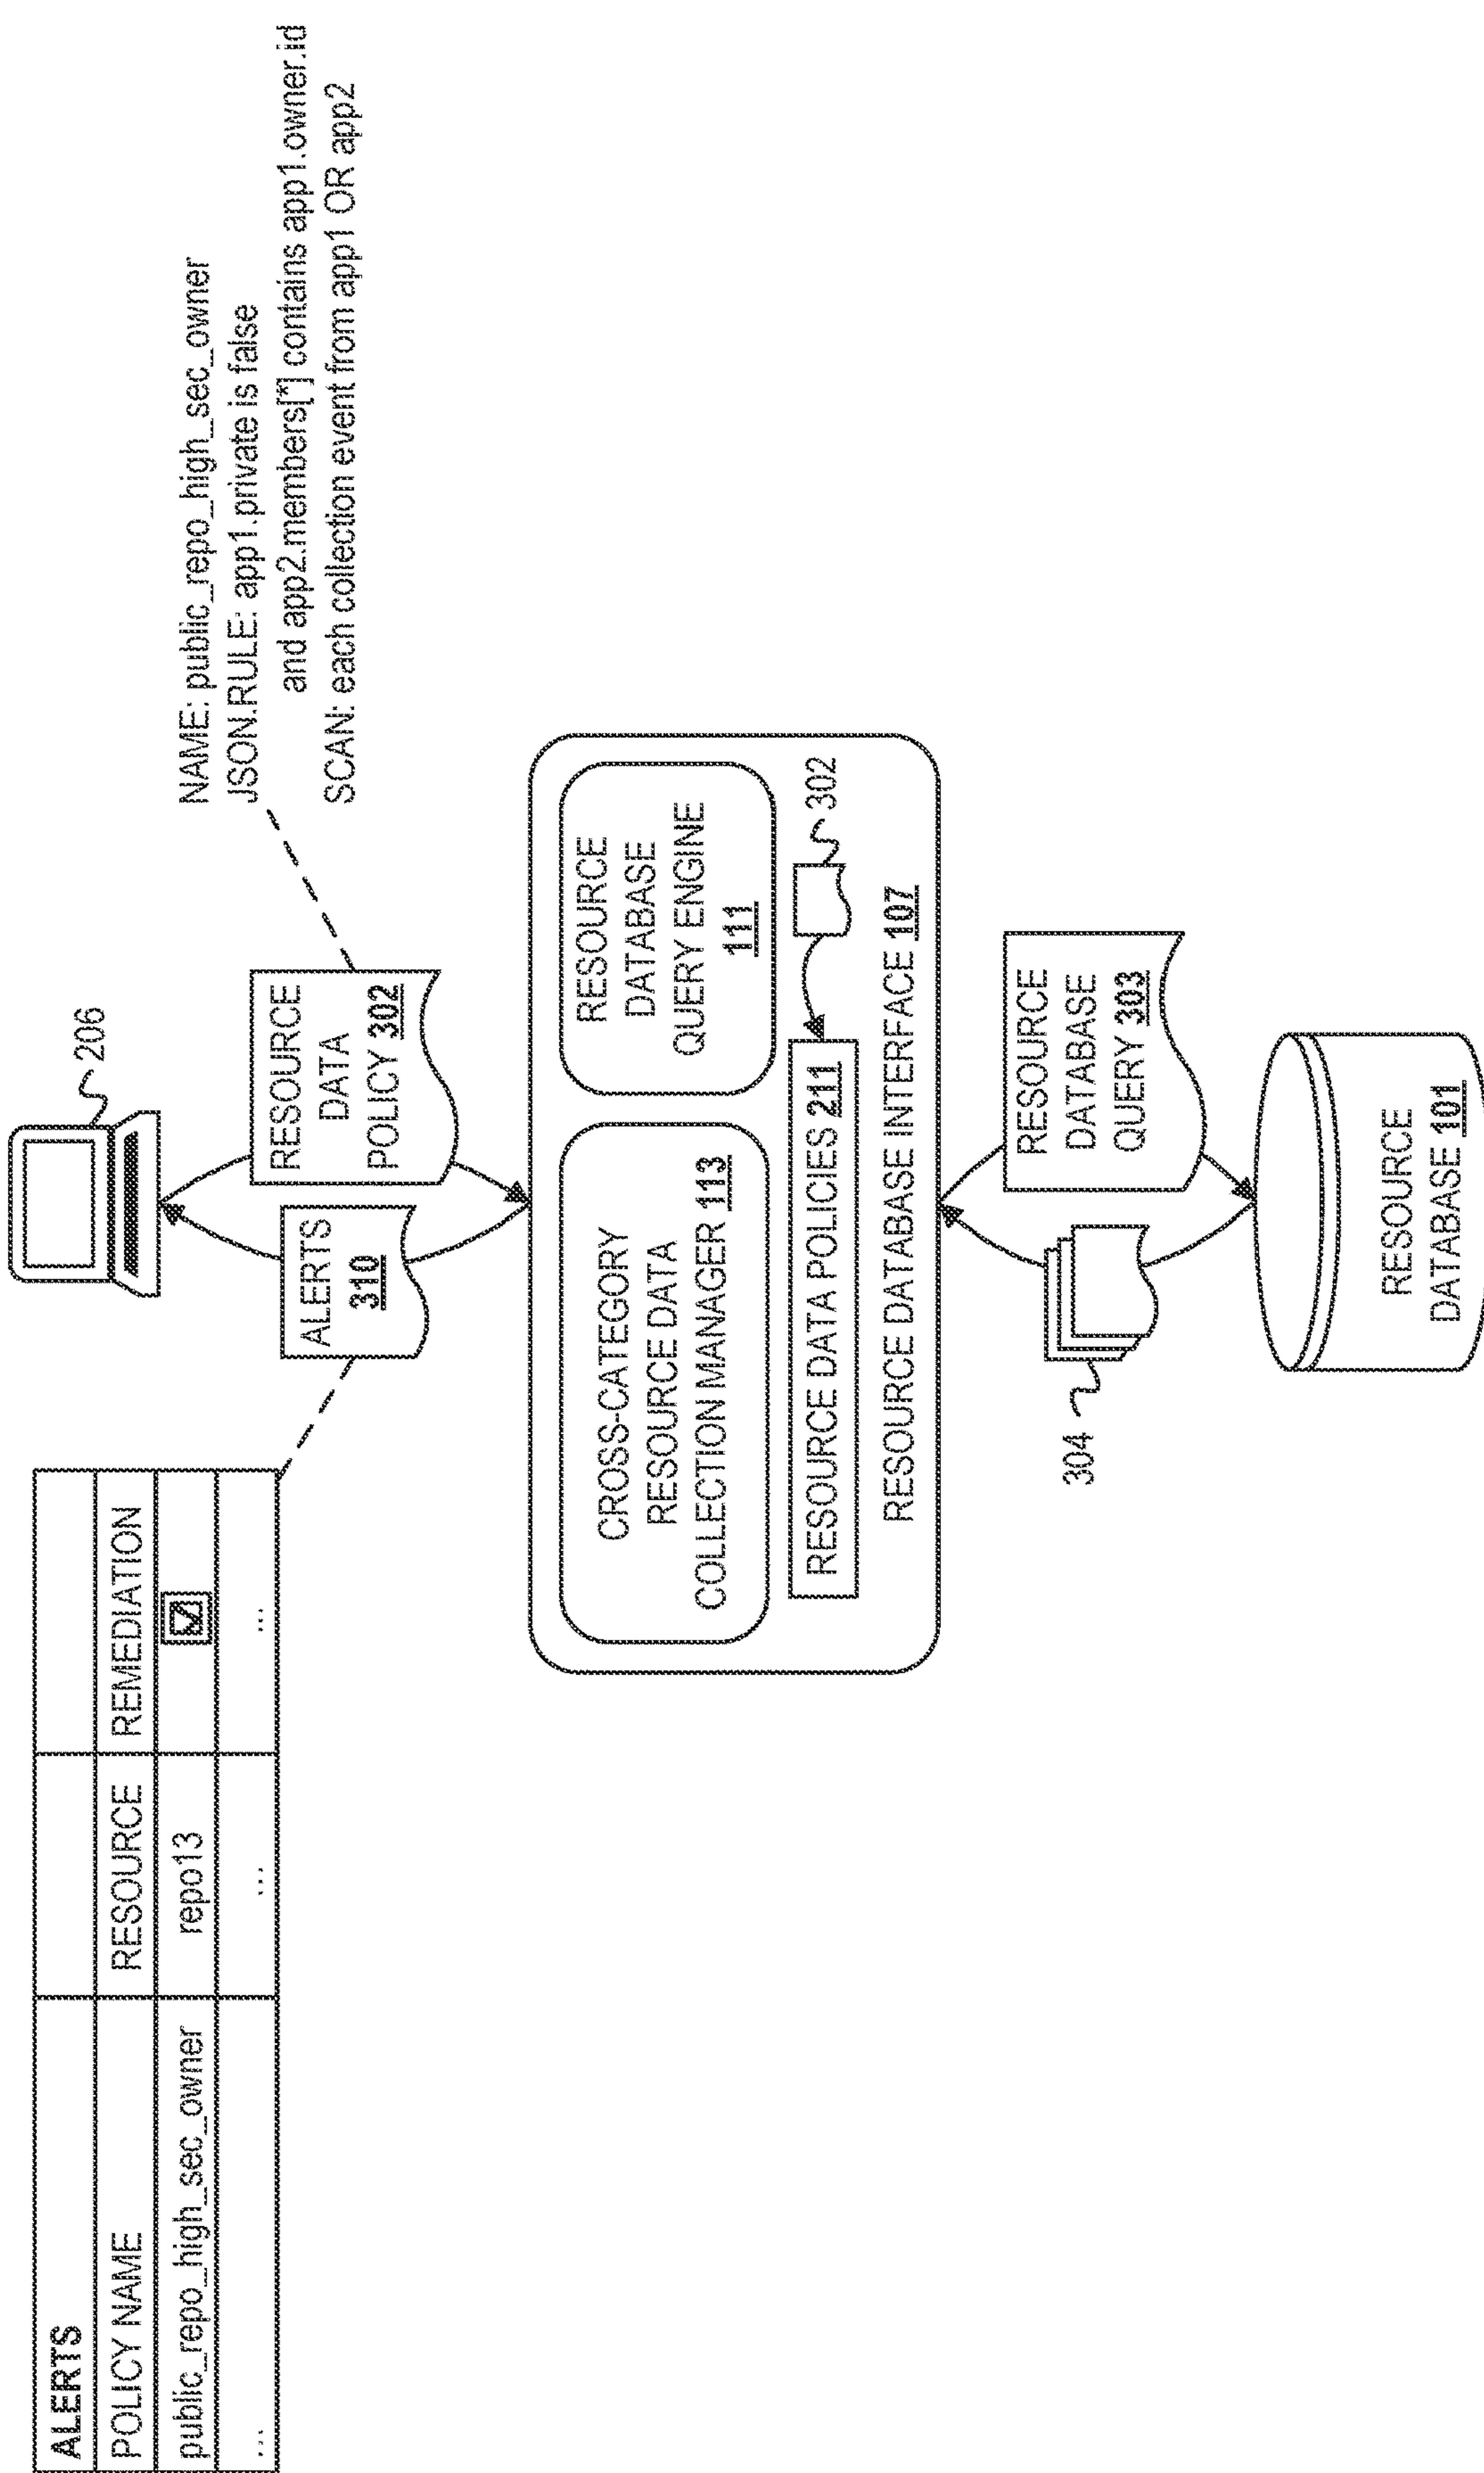 ALERTS
POLICY NAME RESOURCE REMEDIATION
public_repo_high_sec_owner repo13
... ... ...
206
ALERTS
310
RESOURCE
DATA
POLICY 302
NAME: public_repo_high_sec_owner
JSON.RULE: app1.private is false
and app2.members[*] contains app1.owner.id
SCAN: each collection event from app1 OR app2
CROSS-CATEGORY
RESOURCE DATA
COLLECTION MANAGER 113
RESOURCE
DATABASE
QUERY ENGINE
111
RESOURCE DATA POLICIES 211
302
RESOURCE DATABASE INTERFACE 107
304
RESOURCE
DATABASE
QUERY 303
RESOURCE
DATABASE 101